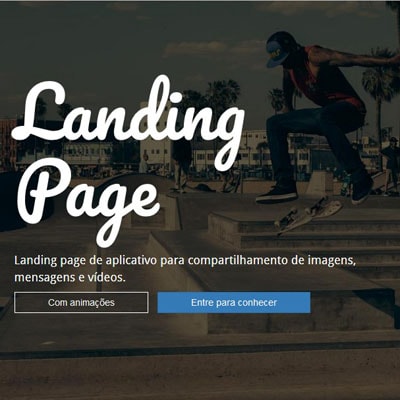 Landing
Page
Landing page de aplicativo para compartilhamento de imagens,
mensagens e vídeos.
Com animações
Entre para conhecer